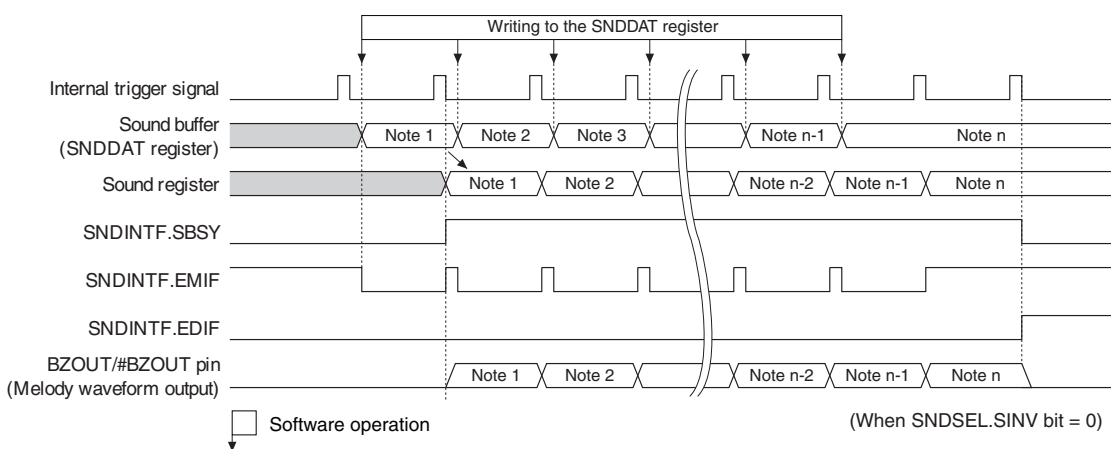 Writing to the SNDDAT register
Internal trigger signal
Sound buffer
(SNDDAT register)
Note 1 Note 2 Note 3 Note n-1 Note n
Sound register
Note 1 Note 2 Note n-2 Note n-1 Note n
SNDINTF.SBSY
SNDINTF.EMIF
SNDINTF.EDIF
BZOUT/#BZOUT pin
(Melody waveform output)
Note 1 Note 2 Note n-2 Note n-1 Note n
Software operation
(When SNDSEL.SINV bit = 0)